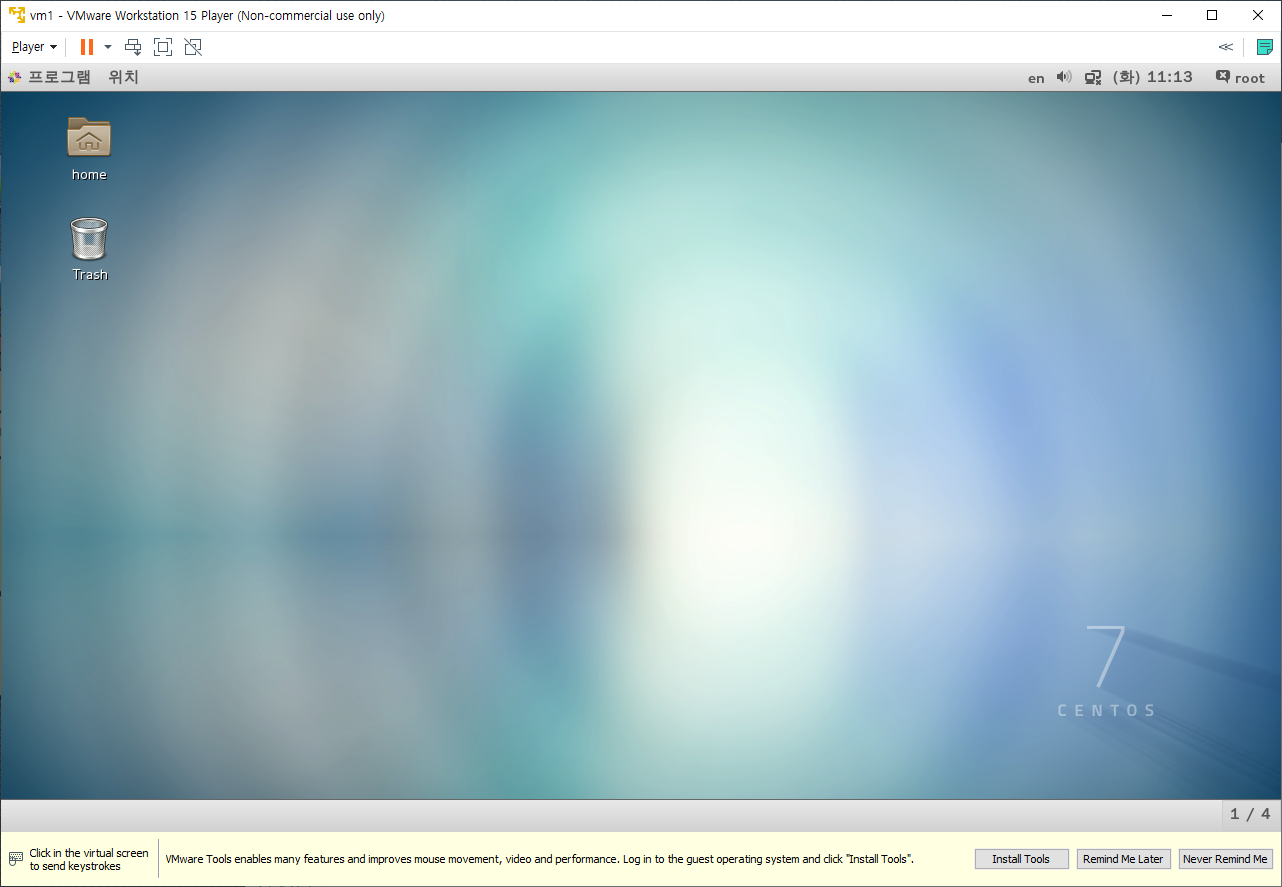 vm1 - VMware Workstation 15 Player (Non-commercial use only)
Player
프로그램 위치 en (화) 11:13 root
home
Trash
7
CENTOS
1 / 4
Click in the virtual screen
to send keystrokes
VMware Tools enables many features and improves mouse movement, video and performance. Log in to the guest operating system and click "Install Tools".
Install Tools Remind Me Later Never Remind Me